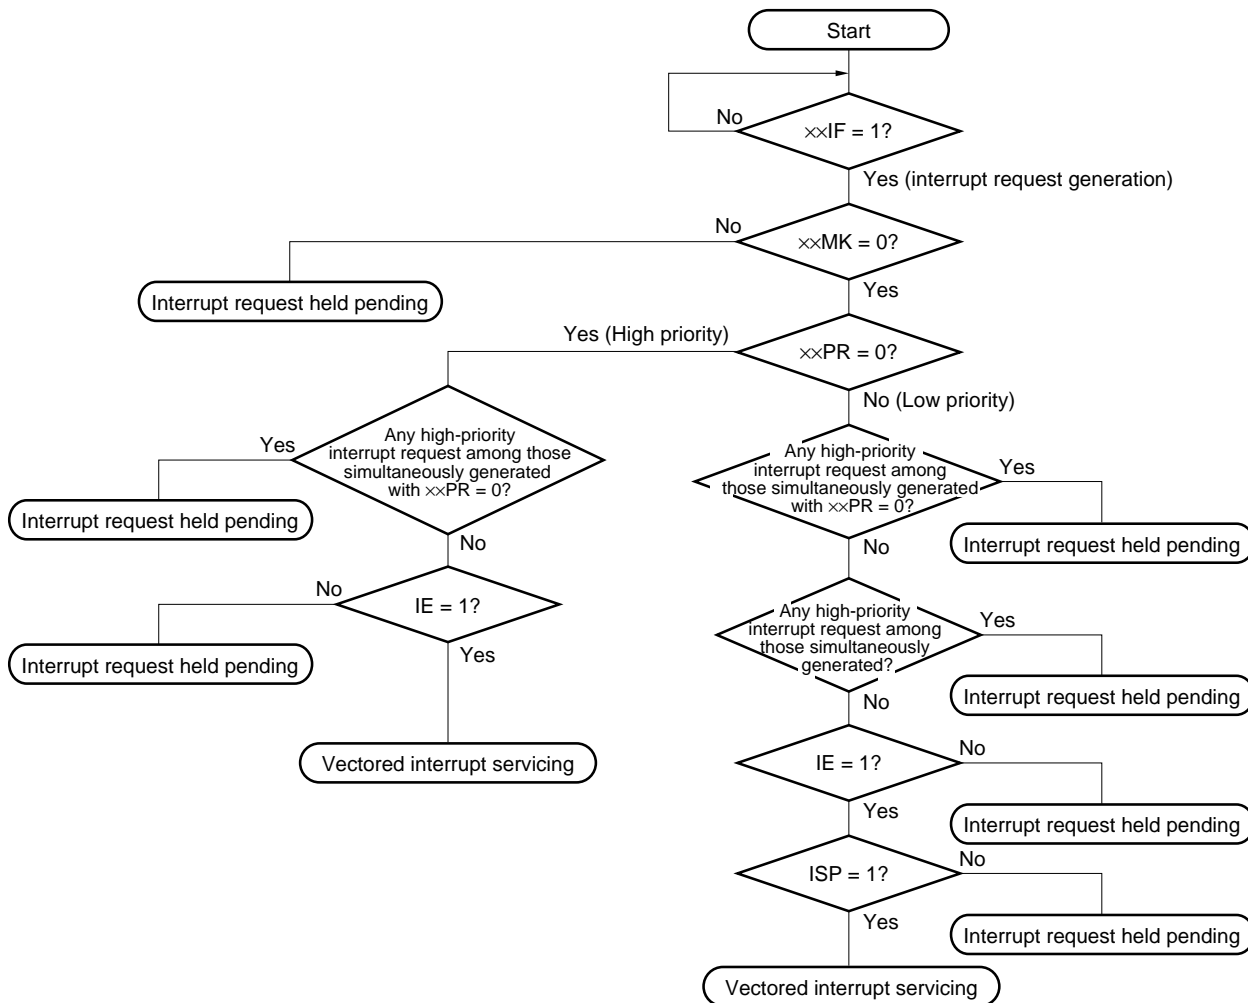 Start
No
××IF = 1?
Yes (interrupt request generation)
No
××MK = 0?
Interrupt request held pending
Yes
Yes (High priority)
××PR = 0?
No (Low priority)
Yes
Any high-priority
interrupt request among those
simultaneously generated
with ××PR = 0?
Interrupt request held pending
No
Any high-priority
interrupt request among
those simultaneously generated
with ××PR = 0?
Yes
Interrupt request held pending
No
No
IE = 1?
Interrupt request held pending
Yes
Vectored interrupt servicing
Any high-priority
interrupt request among
those simultaneously
generated?
Yes
Interrupt request held pending
No
IE = 1?
No
Interrupt request held pending
Yes
ISP = 1?
No
Interrupt request held pending
Yes
Vectored interrupt servicing